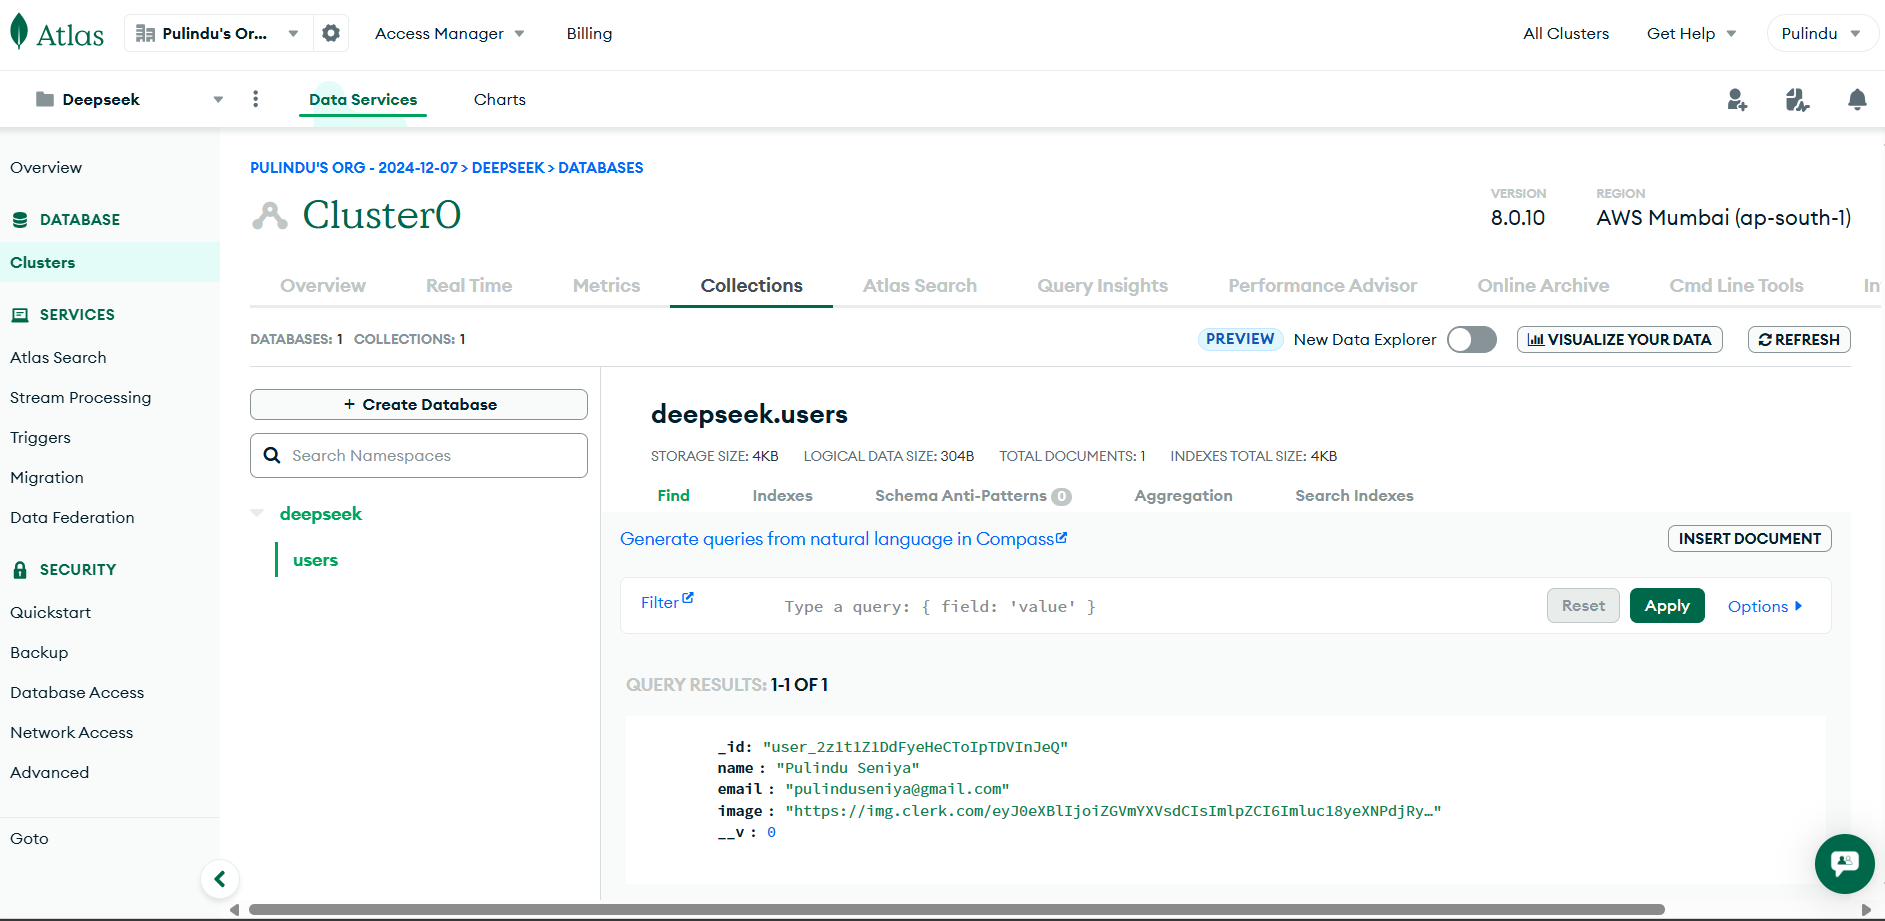 Atlas
Pulindu's Or...
Access Manager
Billing
All Clusters
Get Help
Pulindu
Deepseek
Data Services
Charts
Overview
DATABASE
Clusters
SERVICES
Atlas Search
Stream Processing
Triggers
Migration
Data Federation
SECURITY
Quickstart
Backup
Database Access
Network Access
Advanced
Goto
PULINDU'S ORG - 2024-12-07 > DEEPSEEK > DATABASES
Cluster0
VERSION
8.0.10
REGION
AWS Mumbai (ap-south-1)
Overview
Real Time
Metrics
Collections
Atlas Search
Query Insights
Performance Advisor
Online Archive
Cmd Line Tools
In
DATABASES: 1 COLLECTIONS: 1
PREVIEW
New Data Explorer
VISUALIZE YOUR DATA
REFRESH
+ Create Database
Search Namespaces
deepseek
users
deepseek.users
STORAGE SIZE: 4KB
LOGICAL DATA SIZE: 304B
TOTAL DOCUMENTS: 1
INDEXES TOTAL SIZE: 4KB
Find
Indexes
Schema Anti-Patterns 0
Aggregation
Search Indexes
Generate queries from natural language in Compass
INSERT DOCUMENT
Filter
Type a query: { field: 'value' }
Reset
Apply
Options
QUERY RESULTS: 1-1 OF 1
_id: "user_2z1t1Z1DdFyeHeCToIpTDVInJeQ"
name : "Pulindu Seniya"
email : "pulinduseniya@gmail.com"
image : "https://img.clerk.com/eyJ0eXBlIjoiZGVmYXVsdCIsImlpZCI6Imluc18yeXNPdjRy…"
__v : 0